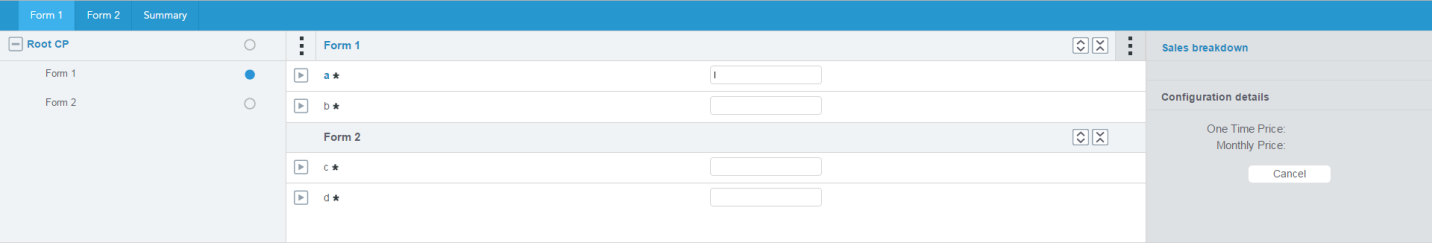 Form 1 Form 2 Summary
Root CP
Form 1
Form 2
Form 1
a *
b *
Form 2
c *
d *
Sales breakdown
Configuration details
One Time Price:
Monthly Price:
Cancel